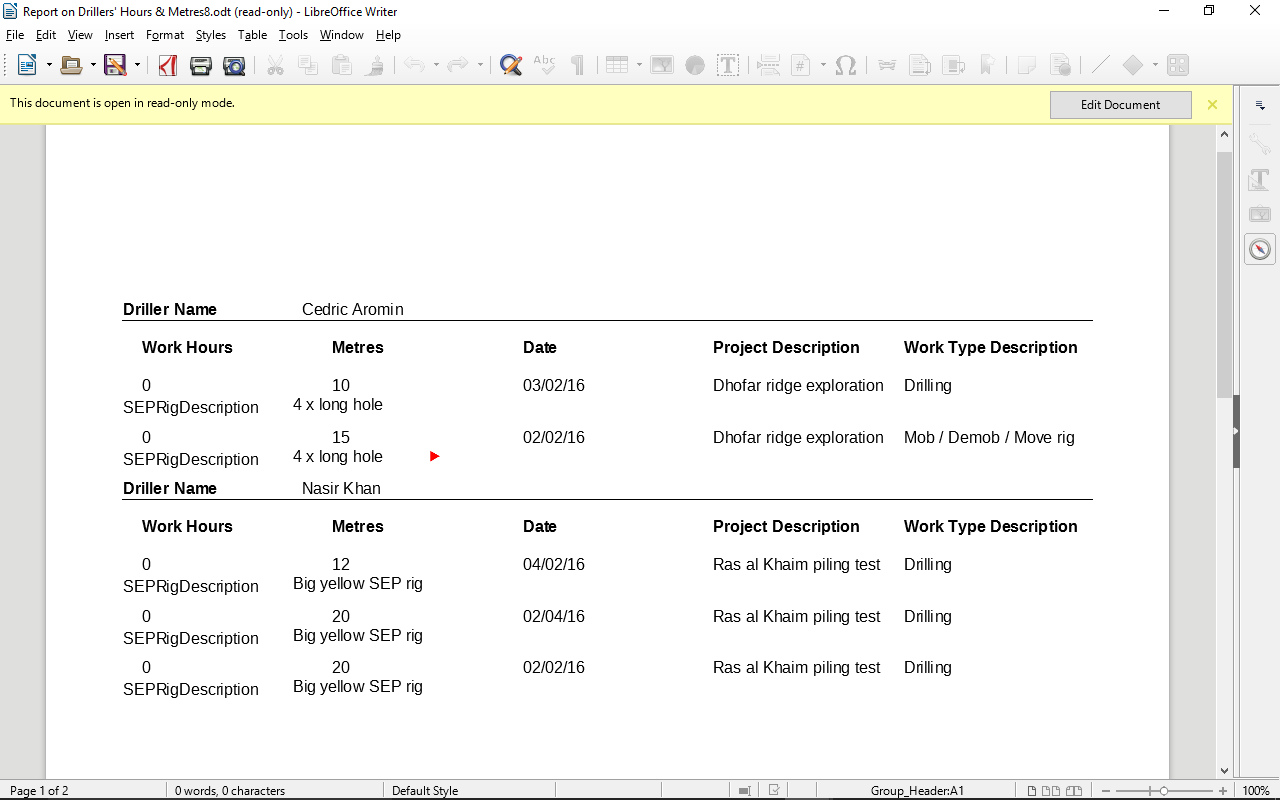 Report on Drillers' Hours & Metres8.odt (read-only) - LibreOffice Writer
File Edit View Insert Format Styles Table Tools Window Help
Abc
This document is open in read-only mode. Edit Document
Driller Name Cedric Aromin
Work Hours Metres Date Project Description Work Type Description
0 10 03/02/16 Dhofar ridge exploration Drilling
SEPRigDescription 4 x long hole
0 15 02/02/16 Dhofar ridge exploration Mob / Demob / Move rig
SEPRigDescription 4 x long hole
Driller Name Nasir Khan
Work Hours Metres Date Project Description Work Type Description
0 12 04/02/16 Ras al Khaim piling test Drilling
SEPRigDescription Big yellow SEP rig
0 20 02/04/16 Ras al Khaim piling test Drilling
SEPRigDescription Big yellow SEP rig
0 20 02/02/16 Ras al Khaim piling test Drilling
SEPRigDescription Big yellow SEP rig
Page 1 of 2 0 words, 0 characters Default Style Group_Header:A1 100%